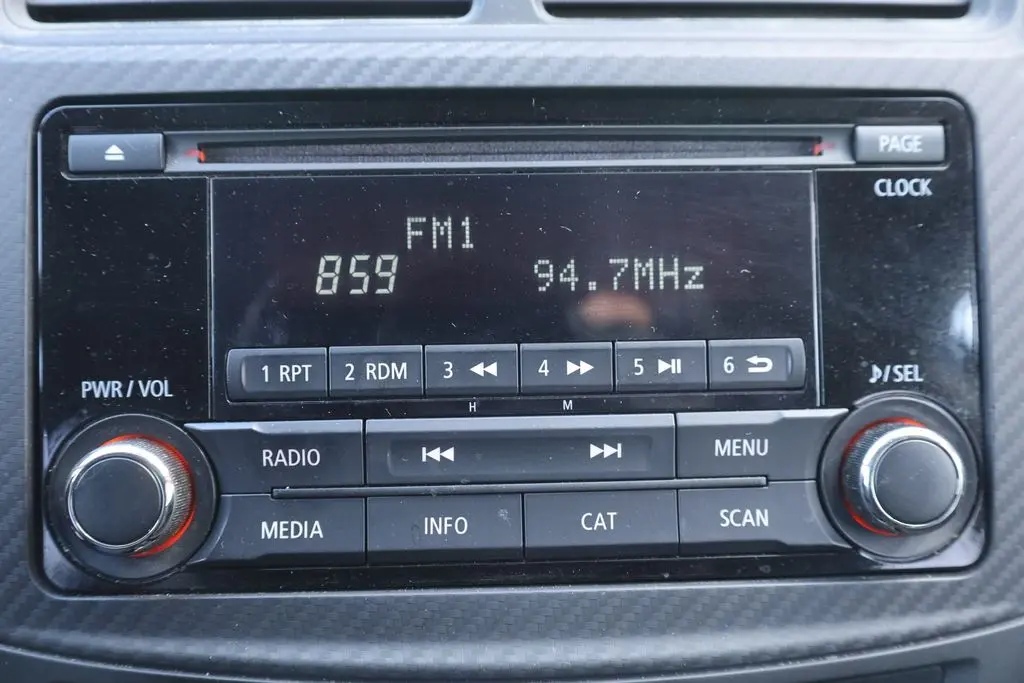 PAGE
CLOCK
FM1
859 94.7MHz
1 RPT 2 RDM 3 4 5 6
H M
PWR / VOL
/SEL
RADIO MENU
MEDIA INFO CAT SCAN